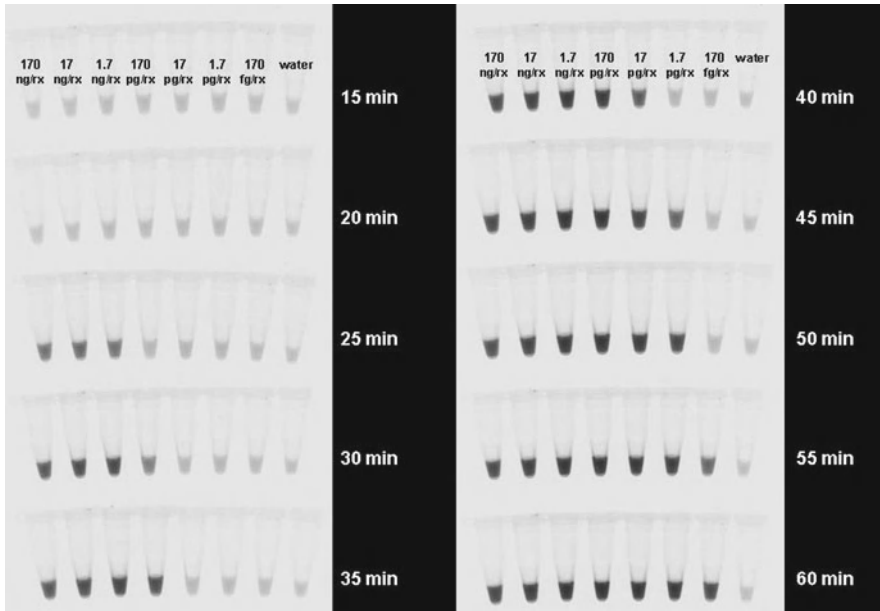 170 17 1.7 170 17 1.7 170 water
ng/rx ng/rx ng/rx pg/rx pg/rx pg/rx fg/rx
15 min
20 min
25 min
30 min
35 min
170 17 1.7 170 17 1.7 170 water
ng/rx ng/rx ng/rx pg/rx pg/rx pg/rx fg/rx
40 min
45 min
50 min
55 min
60 min